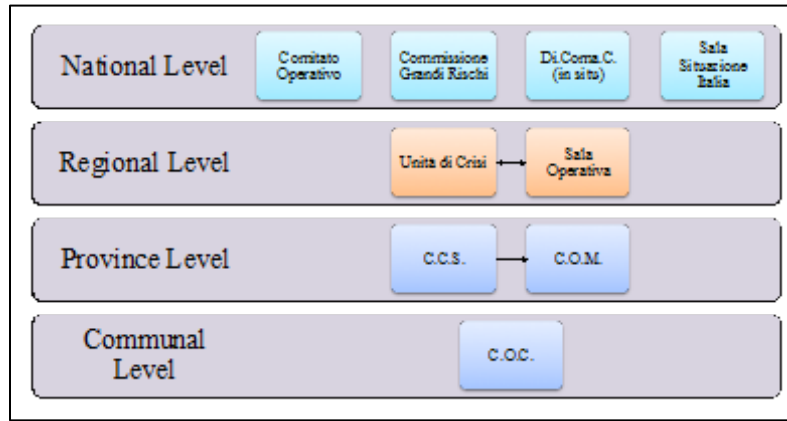 National Level
Comitato
Operativo
Commissione
Grandi Rischi
Di.Coma.C.
(in situ)
Sala
Situazione
Italia
Regional Level
Unita di Crisi
Sala
Operativa
Province Level
C.C.S.
C.O.M.
Communal
Level
C.O.C.